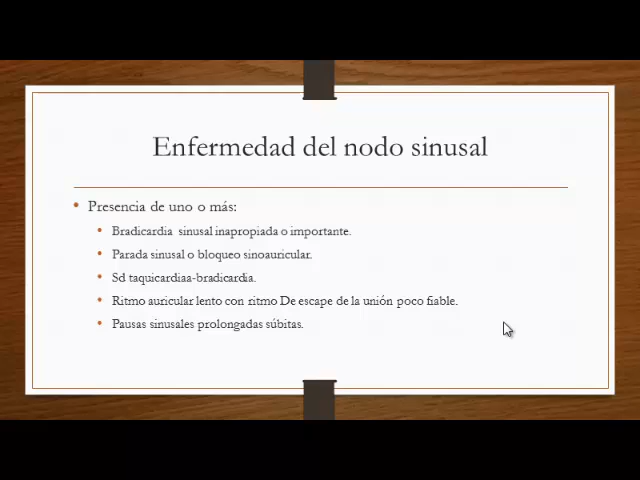 Enfermedad del nodo sinusal
• Presencia de uno o más:
• Bradicardia sinusal inapropiada o importante.
• Parada sinusal o bloqueo sinoauricular.
• Sd taquicardiaa-bradicardia.
• Ritmo auricular lento con ritmo De escape de la unión poco fiable.
• Pausas sinusales prolongadas súbitas.